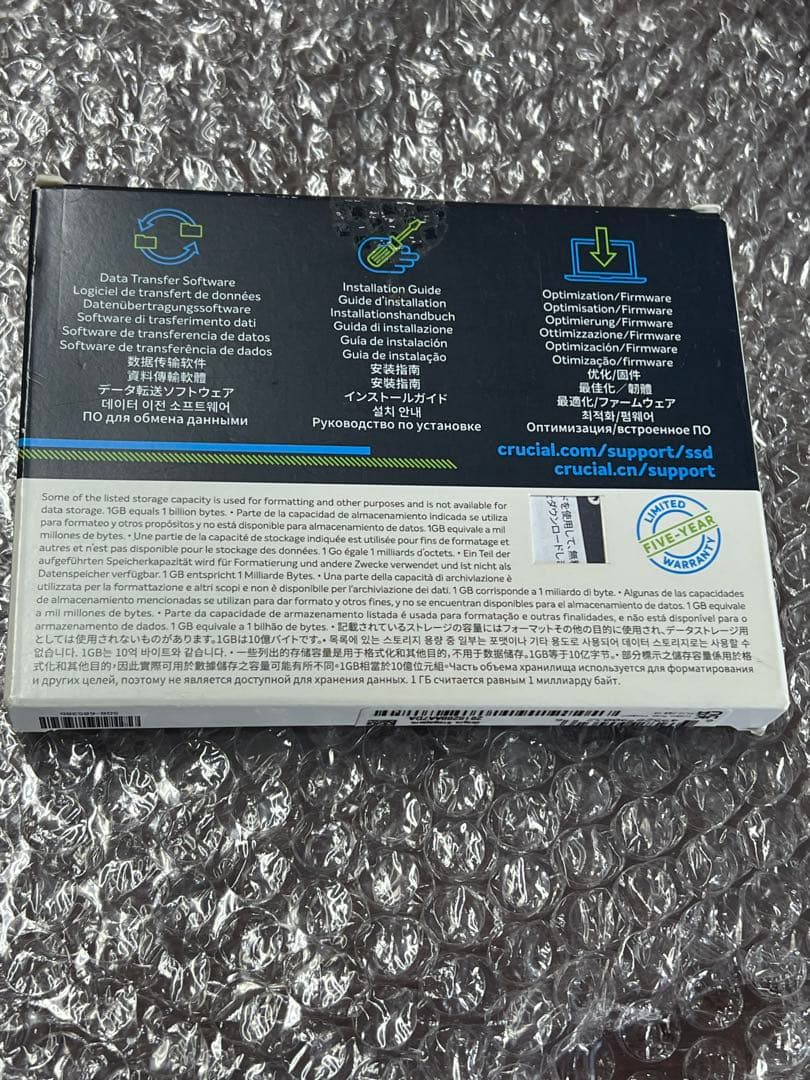 Data Transfer Software
Logiciel de transfert de données
Datenübertragungssoftware
Software di trasferimento dati
Software de transferencia de datos
Software de transferência de dados
数据传输软件
資料傳輸軟體
データ転送ソフトウェア
데이터 이전 소프트웨어
ПО для обмена данными
Installation Guide
Guide d'installation
Installationshandbuch
Guida di installazione
Guía de instalación
Guia de instalação
安装指南
安裝指南
インストールガイド
설치 안내
Руководство по установке
Optimization/Firmware
Optimisation/Firmware
Optimierung/Firmware
Ottimizzazione/Firmware
Optimización/Firmware
Otimização/firmware
优化/固件
最佳化／韌體
最適化/ファームウェア
최적화/펌웨어
Оптимизация/встроенное ПО
crucial.com/support/ssd
crucial.cn/support
Some of the listed storage capacity is used for formatting and other purposes and is not available for
data storage. 1GB equals 1 billion bytes. • Parte de la capacidad de almacenamiento indicada se utiliza
para formateo y otros propósitos y no está disponible para almacenamiento de datos. 1GB equivale a mil
millones de bytes. • Une partie de la capacité de stockage indiquée est utilisée pour fins de formatage et
autres et n'est pas disponible pour le stockage des données. 1 Go égale 1 milliards d'octets. • Ein Teil der
aufgeführten Speicherkapazität wird für Formatierung und andere Zwecke verwendet und ist nicht als
Datenspeicher verfügbar. 1 GB entspricht 1 Milliarde Bytes. • Una parte della capacità di archiviazione è
utilizzata per la formattazione e altri scopi e non è disponibile per l'archiviazione dei dati. 1 GB corrisponde a 1 miliardo di byte. • Algunas de las capacidades
de almacenamiento mencionadas se utilizan para dar formato y otros fines, y no se encuentran disponibles para el almacenamiento de datos. 1 GB equivale
a mil millones de bytes. • Parte da capacidade de armazenamento listada é usada para formatação e outras finalidades, e não está disponível para o
armazenamento de dados. 1 GB equivale a 1 bilhão de bytes. • 記載されているストレージの容量にはフォーマットその他の目的に使用され、データストレージ用
としては使用されないものがあります。1GBは10億バイトです。• 목록에 있는 스토리지 용량 중 일부는 포맷이나 기타 용도로 사용되어 데이터 스토리지로는 사용할 수
없습니다. 1GB는 10억 바이트와 같습니다. • 一些列出的存储容量是用于格式化和其他目的，不用于数据储存。1GB等于10亿字节。• 部分標示之儲存容量係用於格
式化和其他目的，因此實際可用於數據儲存之容量可能有所不同。1GB相當於10億位元組。•Часть объема хранилища используется для форматирования
и других целей, поэтому не является доступной для хранения данных. 1 ГБ считается равным 1 миллиарду байт.
を使用して、無
ダウンロードし
LIMITED
FIVE-YEAR
WARRANTY